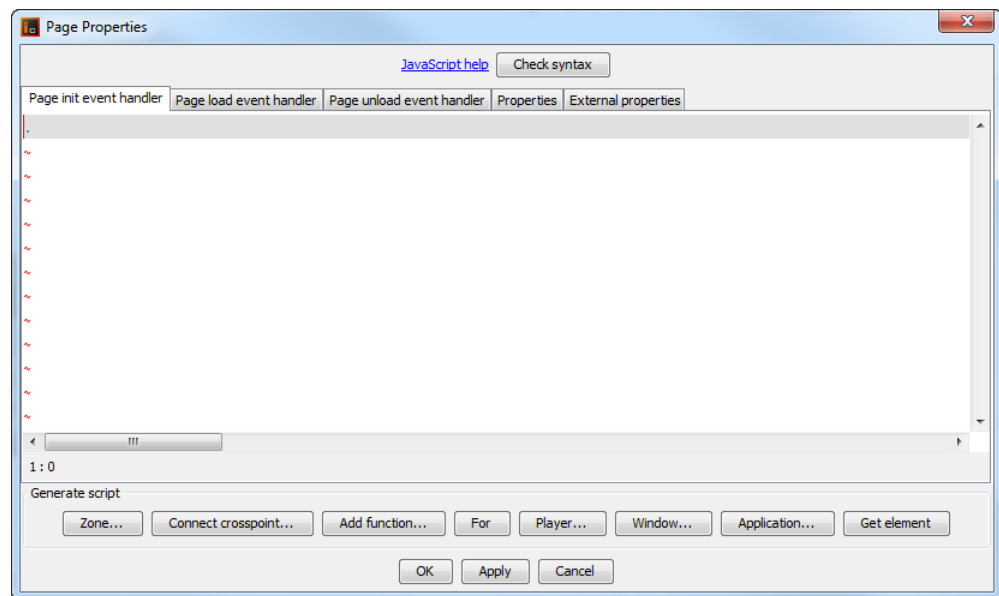 Page Properties
JavaScript help Check syntax
Page init event handler Page load event handler Page unload event handler Properties External properties
.
~
~
~
~
~
~
~
~
~
~
~
~
1:0
Generate script
Zone... Connect crosspoint... Add function... For Player... Window... Application... Get element
OK Apply Cancel